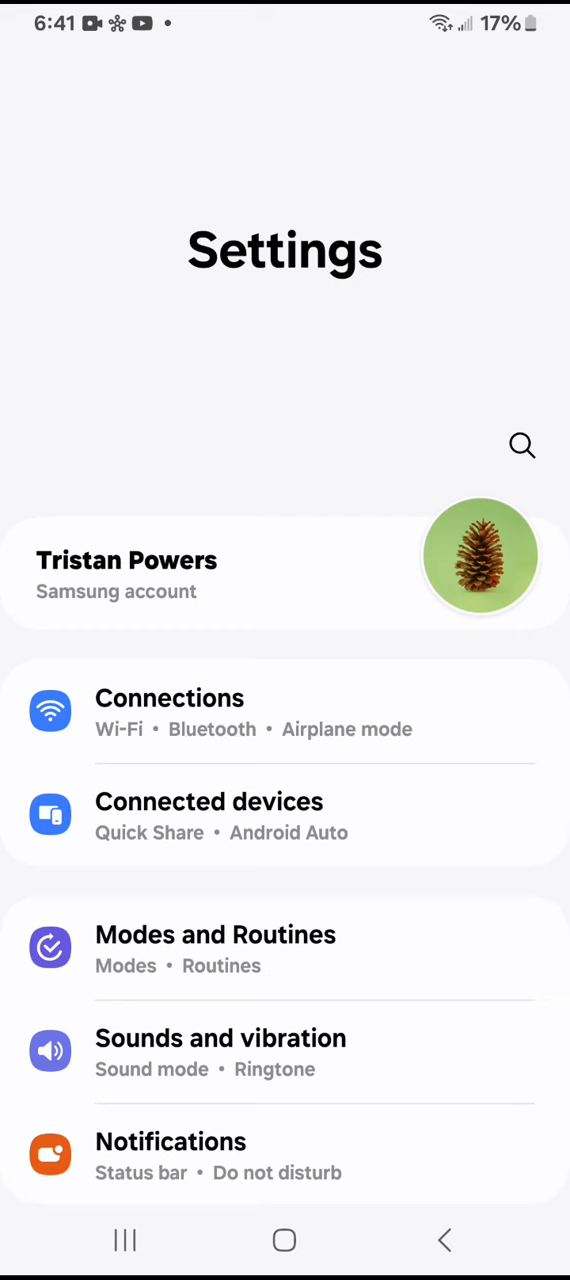 6:41 17%
Settings
Tristan Powers
Samsung account
Connections
Wi-Fi • Bluetooth • Airplane mode
Connected devices
Quick Share • Android Auto
Modes and Routines
Modes • Routines
Sounds and vibration
Sound mode • Ringtone
Notifications
Status bar • Do not disturb